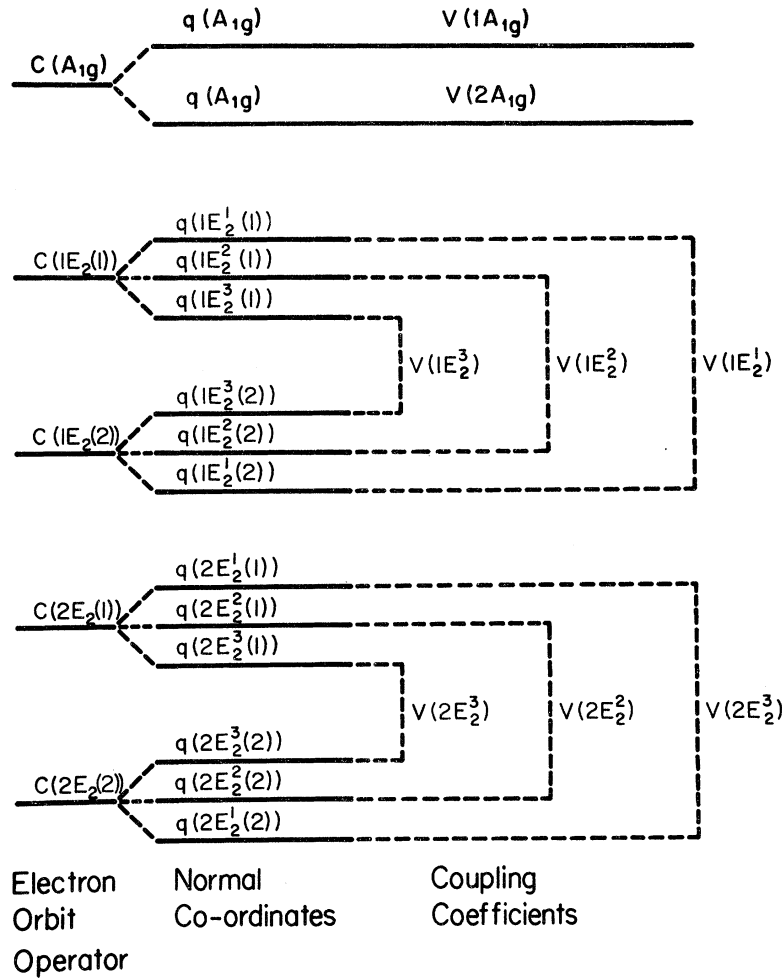 q(A₁g) V(1A₁g)
C(A₁g)
q(A₁g) V(2A₁g)
q(1E₂¹(1))
C(1E₂(1)) q(1E₂²(1))
q(1E₂³(1))
V(1E₂³) V(1E₂²) V(1E₂¹)
q(1E₂³(2))
C(1E₂(2)) q(1E₂²(2))
q(1E₂¹(2))
q(2E₂¹(1))
C(2E₂(1)) q(2E₂²(1))
q(2E₂³(1))
V(2E₂³) V(2E₂²) V(2E₂³)
q(2E₂³(2))
C(2E₂(2)) q(2E₂²(2))
q(2E₂¹(2))
Electron Normal Coupling
Orbit Co-ordinates Coefficients
Operator